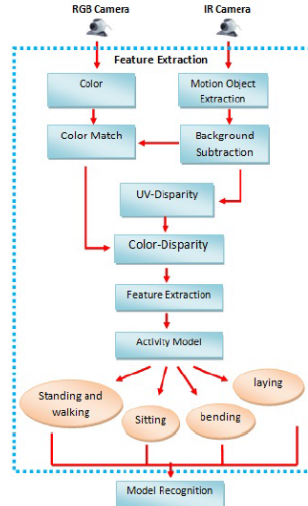 RGB Camera
IR Camera
Feature Extraction
Color
Motion Object
Extraction
Color Match
Background
Subtraction
UV-Disparity
Color-Disparity
Feature Extraction
Activity Model
Standing and
walking
Sitting
bending
laying
Model Recognition